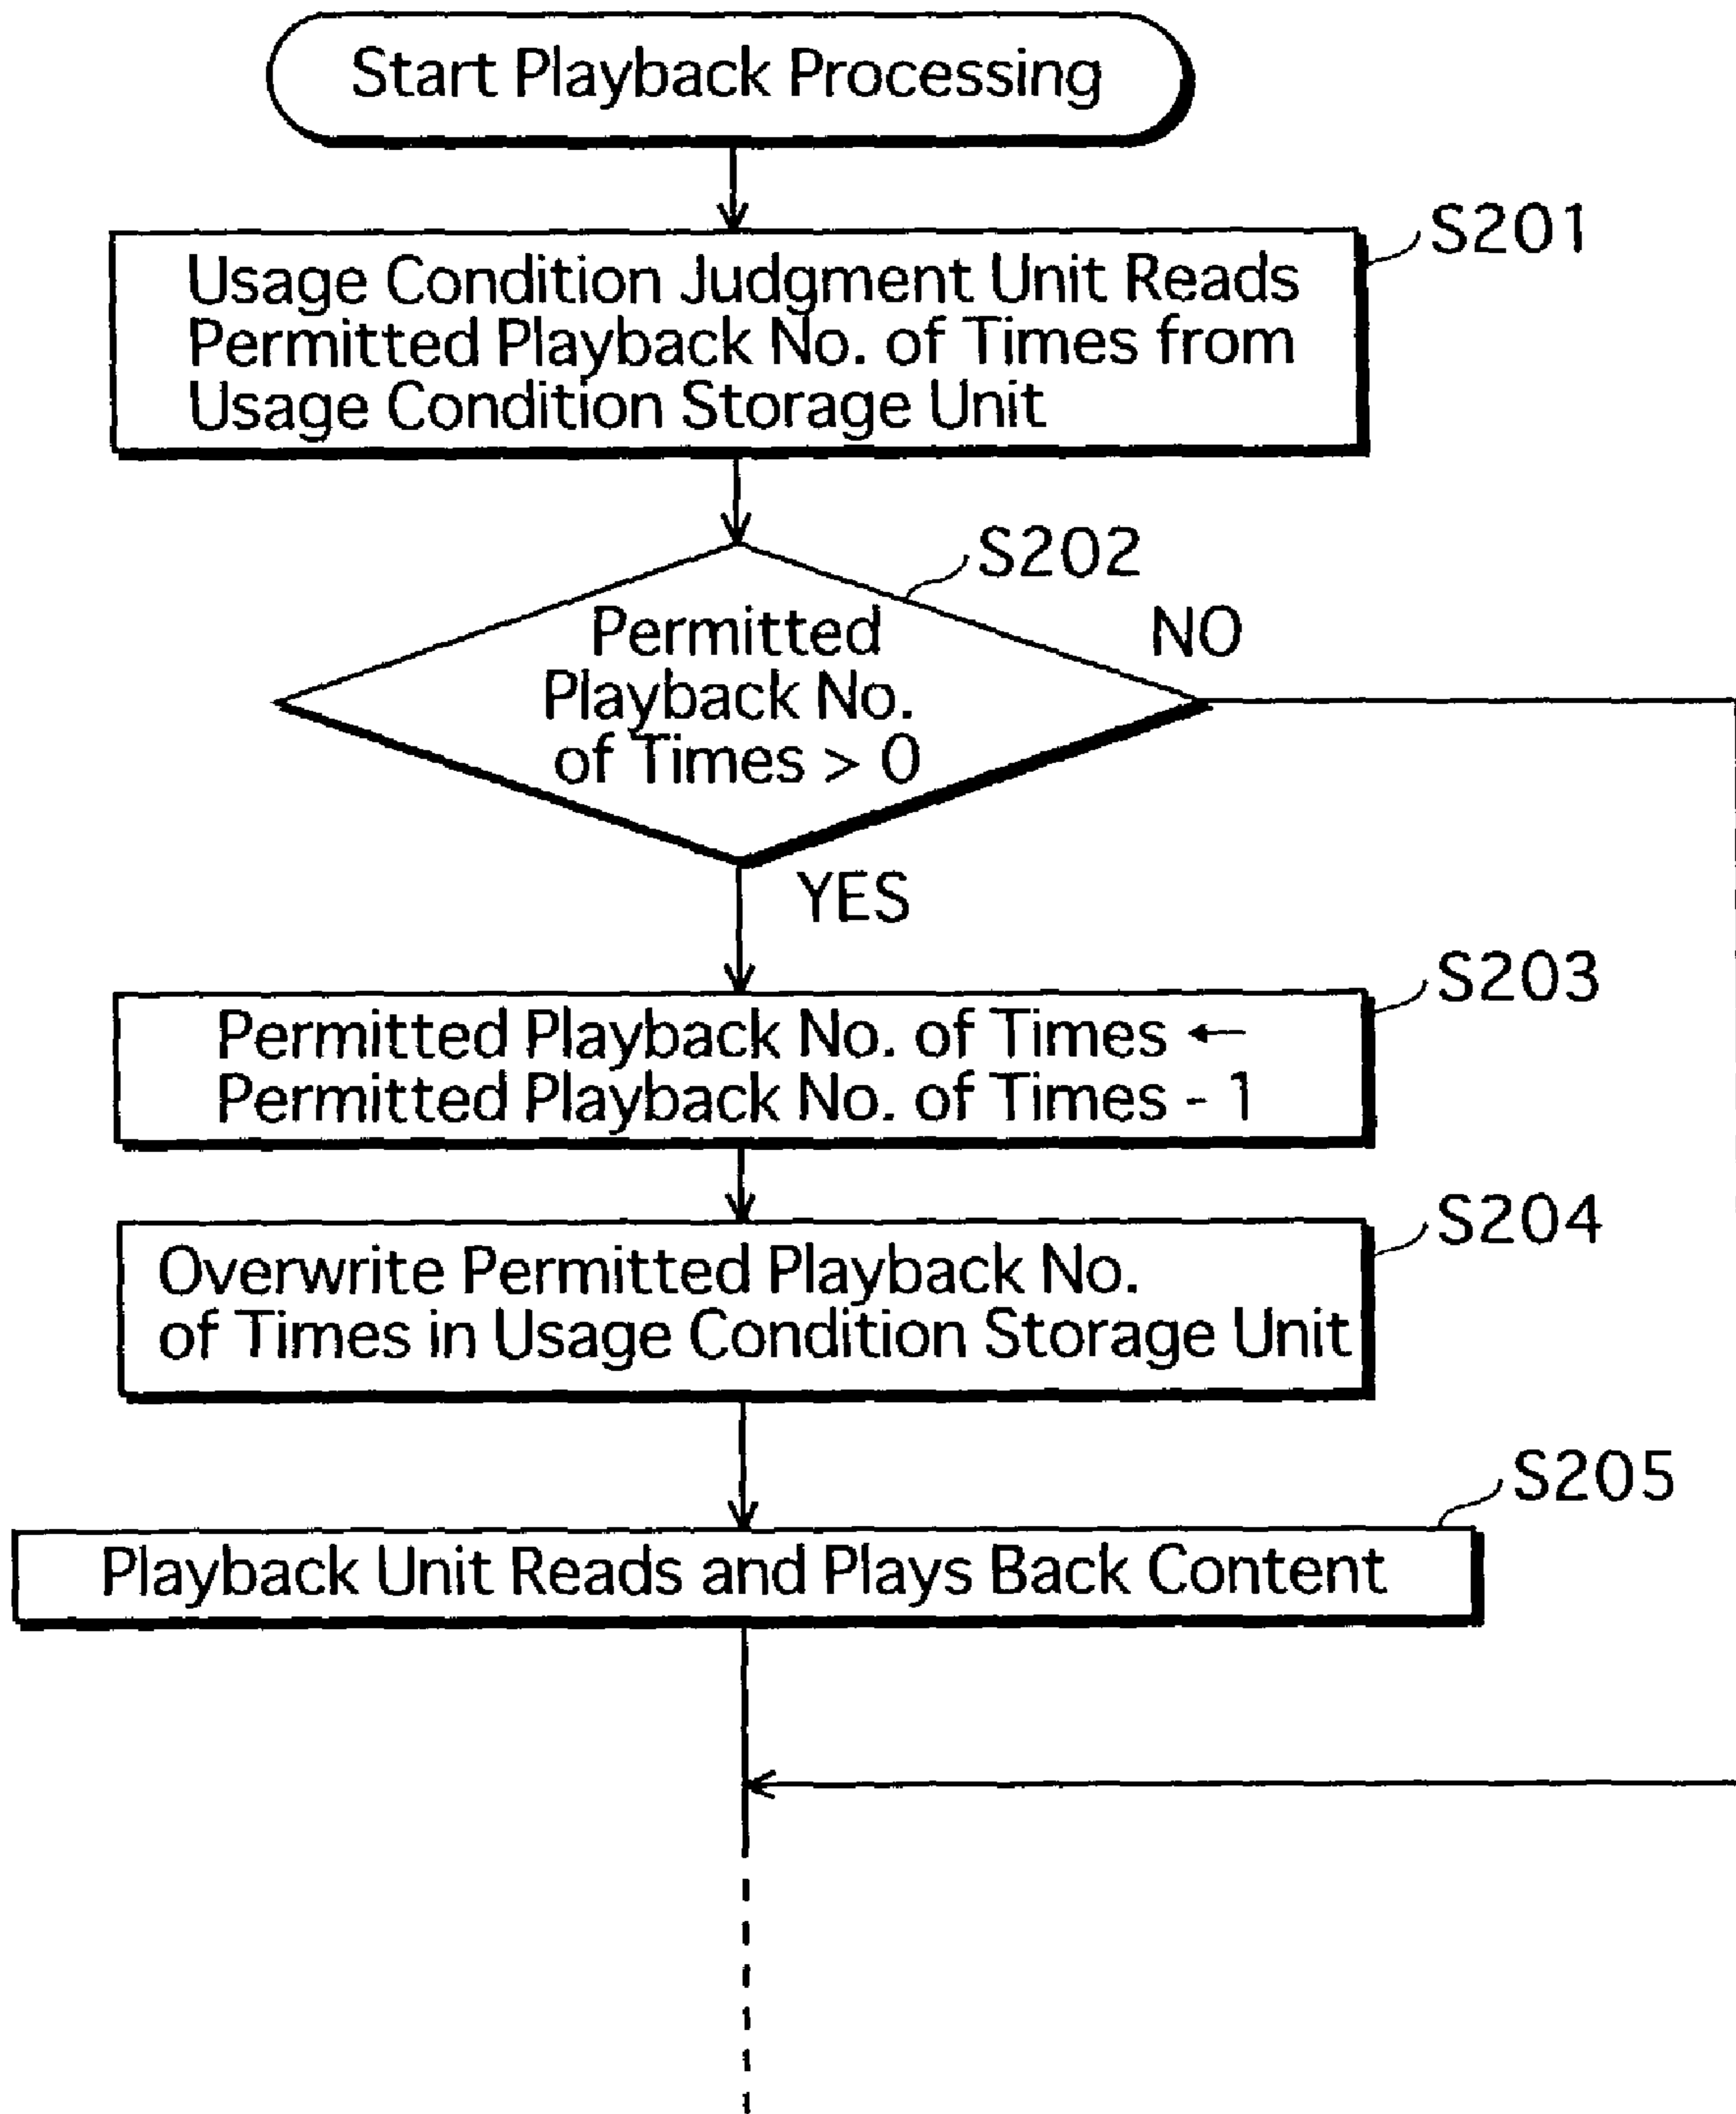 Start Playback Processing
S201
Usage Condition Judgment Unit Reads
Permitted Playback No. of Times from
Usage Condition Storage Unit
S202
Permitted
Playback No.
of Times > 0
NO
YES
S203
Permitted Playback No. of Times ←
Permitted Playback No. of Times - 1
S204
Overwrite Permitted Playback No.
of Times in Usage Condition Storage Unit
S205
Playback Unit Reads and Plays Back Content